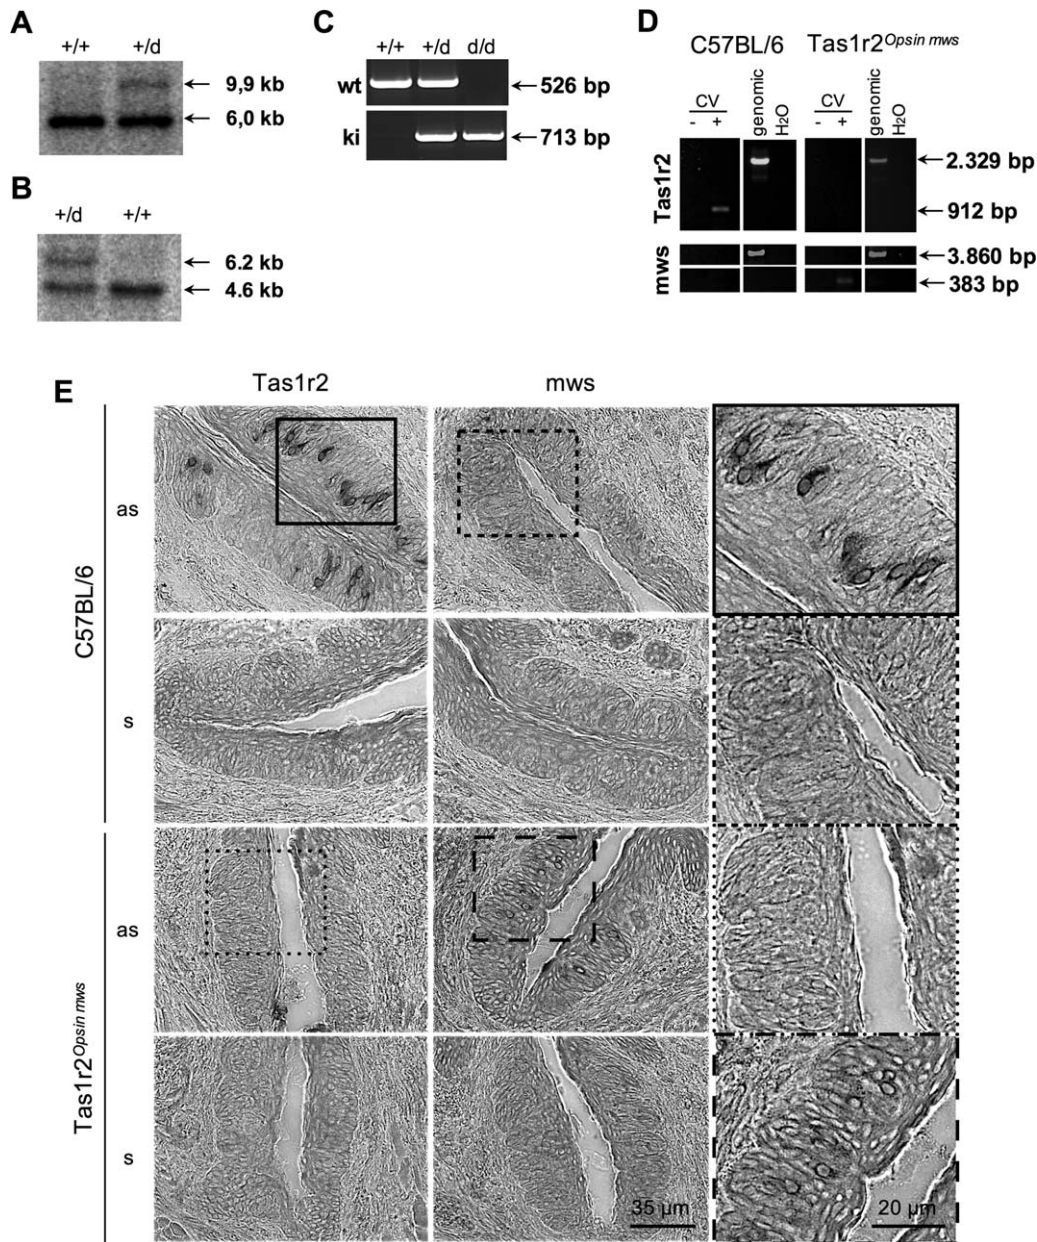 A
+/+ +/d
9,9 kb
6,0 kb
B
+/d +/+
6.2 kb
4.6 kb
C
+/+ +/d d/d
wt 526 bp
ki 713 bp
D
C57BL/6 Tas1r2Opsin mws
CV genomic H2O CV genomic H2O
- + - +
Tas1r2
2.329 bp
912 bp
mws
3.860 bp
383 bp
E
Tas1r2 mws
C57BL/6
as
s
Tas1r2Opsin mws
as
s
35 µm
20 µm